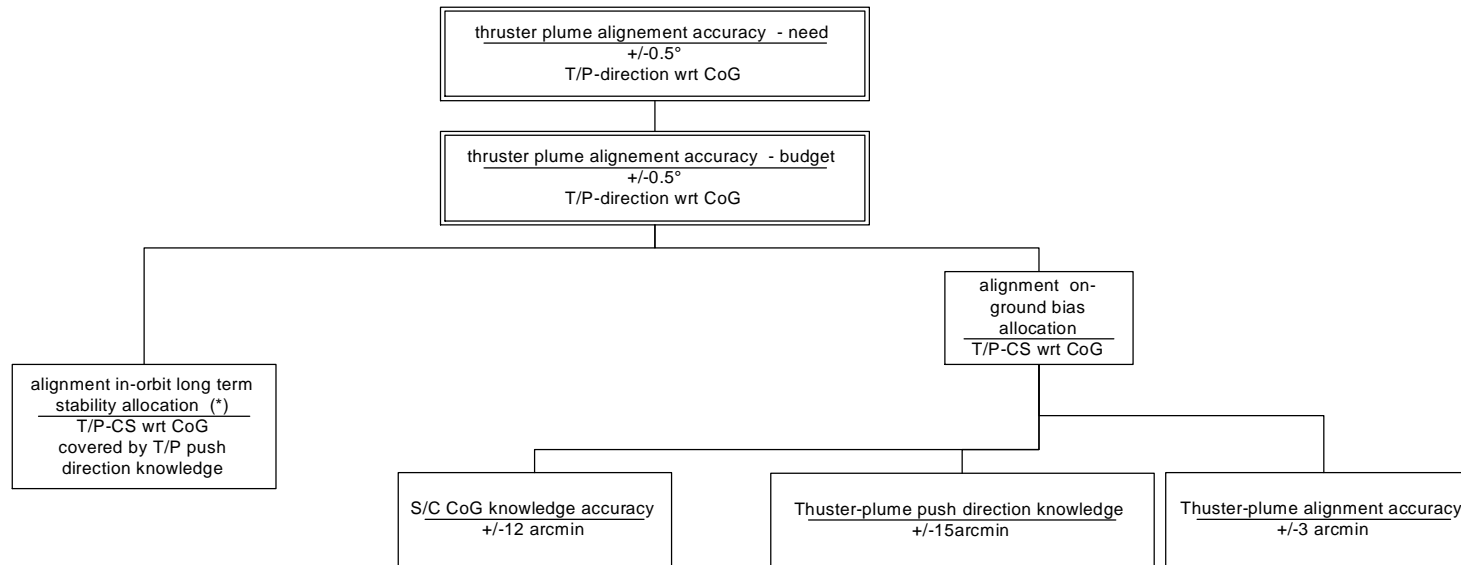 thruster plume alignement accuracy - need
+/-0.5°
T/P-direction wrt CoG
thruster plume alignement accuracy - budget
+/-0.5°
T/P-direction wrt CoG
alignment on-
ground bias
allocation
T/P-CS wrt CoG
alignment in-orbit long term
stability allocation (*)
T/P-CS wrt CoG
covered by T/P push
direction knowledge
S/C CoG knowledge accuracy
+/-12 arcmin
Thuster-plume push direction knowledge
+/-15arcmin
Thuster-plume alignment accuracy
+/-3 arcmin